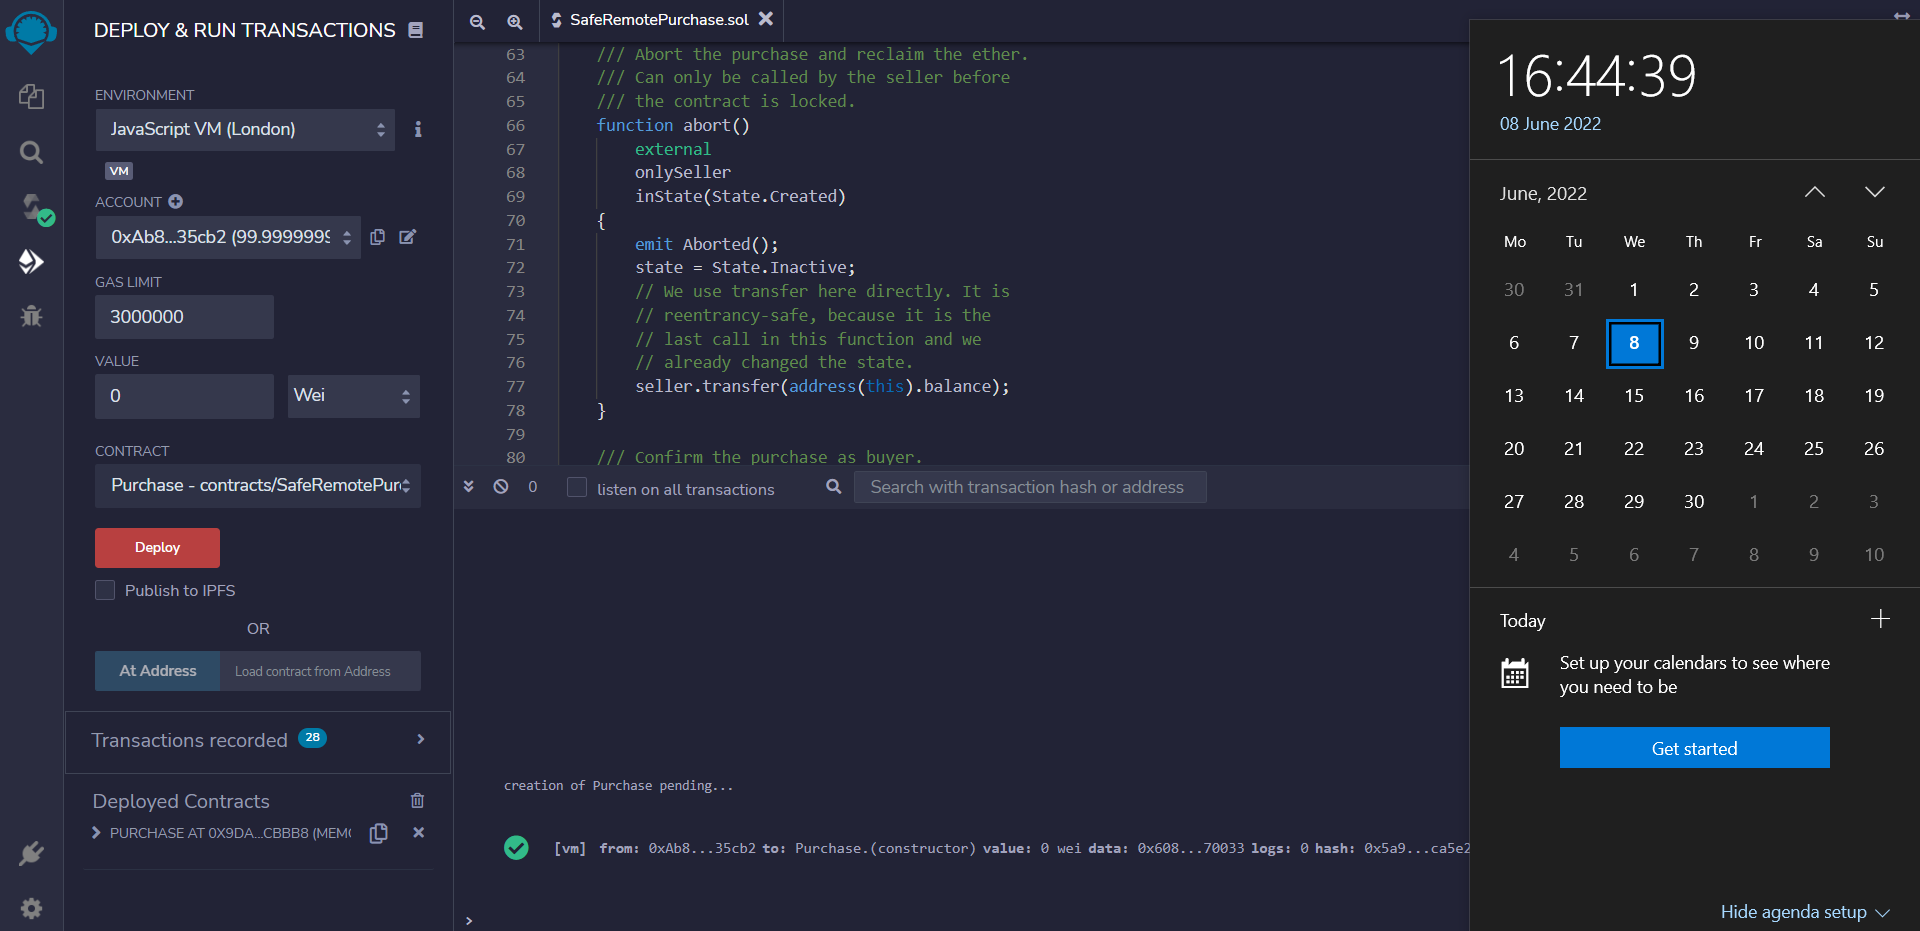 DEPLOY & RUN TRANSACTIONS
ENVIRONMENT
JavaScript VM (London)
VM
ACCOUNT
0xAb8...35cb2 (99.9999999
GAS LIMIT
3000000
VALUE
0
Wei
CONTRACT
Purchase - contracts/SafeRemotePur
Deploy
Publish to IPFS
OR
At Address
Load contract from Address
Transactions recorded 28
Deployed Contracts
PURCHASE AT 0X9DA...CBBB8 (MEMO
SafeRemotePurchase.sol
63 /// Abort the purchase and reclaim the ether.
64 /// Can only be called by the seller before
65 /// the contract is locked.
66 function abort()
67 external
68 onlySeller
69 inState(State.Created)
70 {
71 emit Aborted();
72 state = State.Inactive;
73 // We use transfer here directly. It is
74 // reentrancy-safe, because it is the
75 // last call in this function and we
76 // already changed the state.
77 seller.transfer(address(this).balance);
78 }
79
80 /// Confirm the purchase as buyer.
0
listen on all transactions
Search with transaction hash or address
creation of Purchase pending...
[vm] from: 0xAb8...35cb2 to: Purchase.(constructor) value: 0 wei data: 0x608...70033 logs: 0 hash: 0x5a9...ca5e2
>
16:44:39
08 June 2022
June, 2022
Mo Tu We Th Fr Sa Su
30 31 1 2 3 4 5
6 7 8 9 10 11 12
13 14 15 16 17 18 19
20 21 22 23 24 25 26
27 28 29 30 1 2 3
4 5 6 7 8 9 10
Today
Set up your calendars to see where
you need to be
Get started
Hide agenda setup